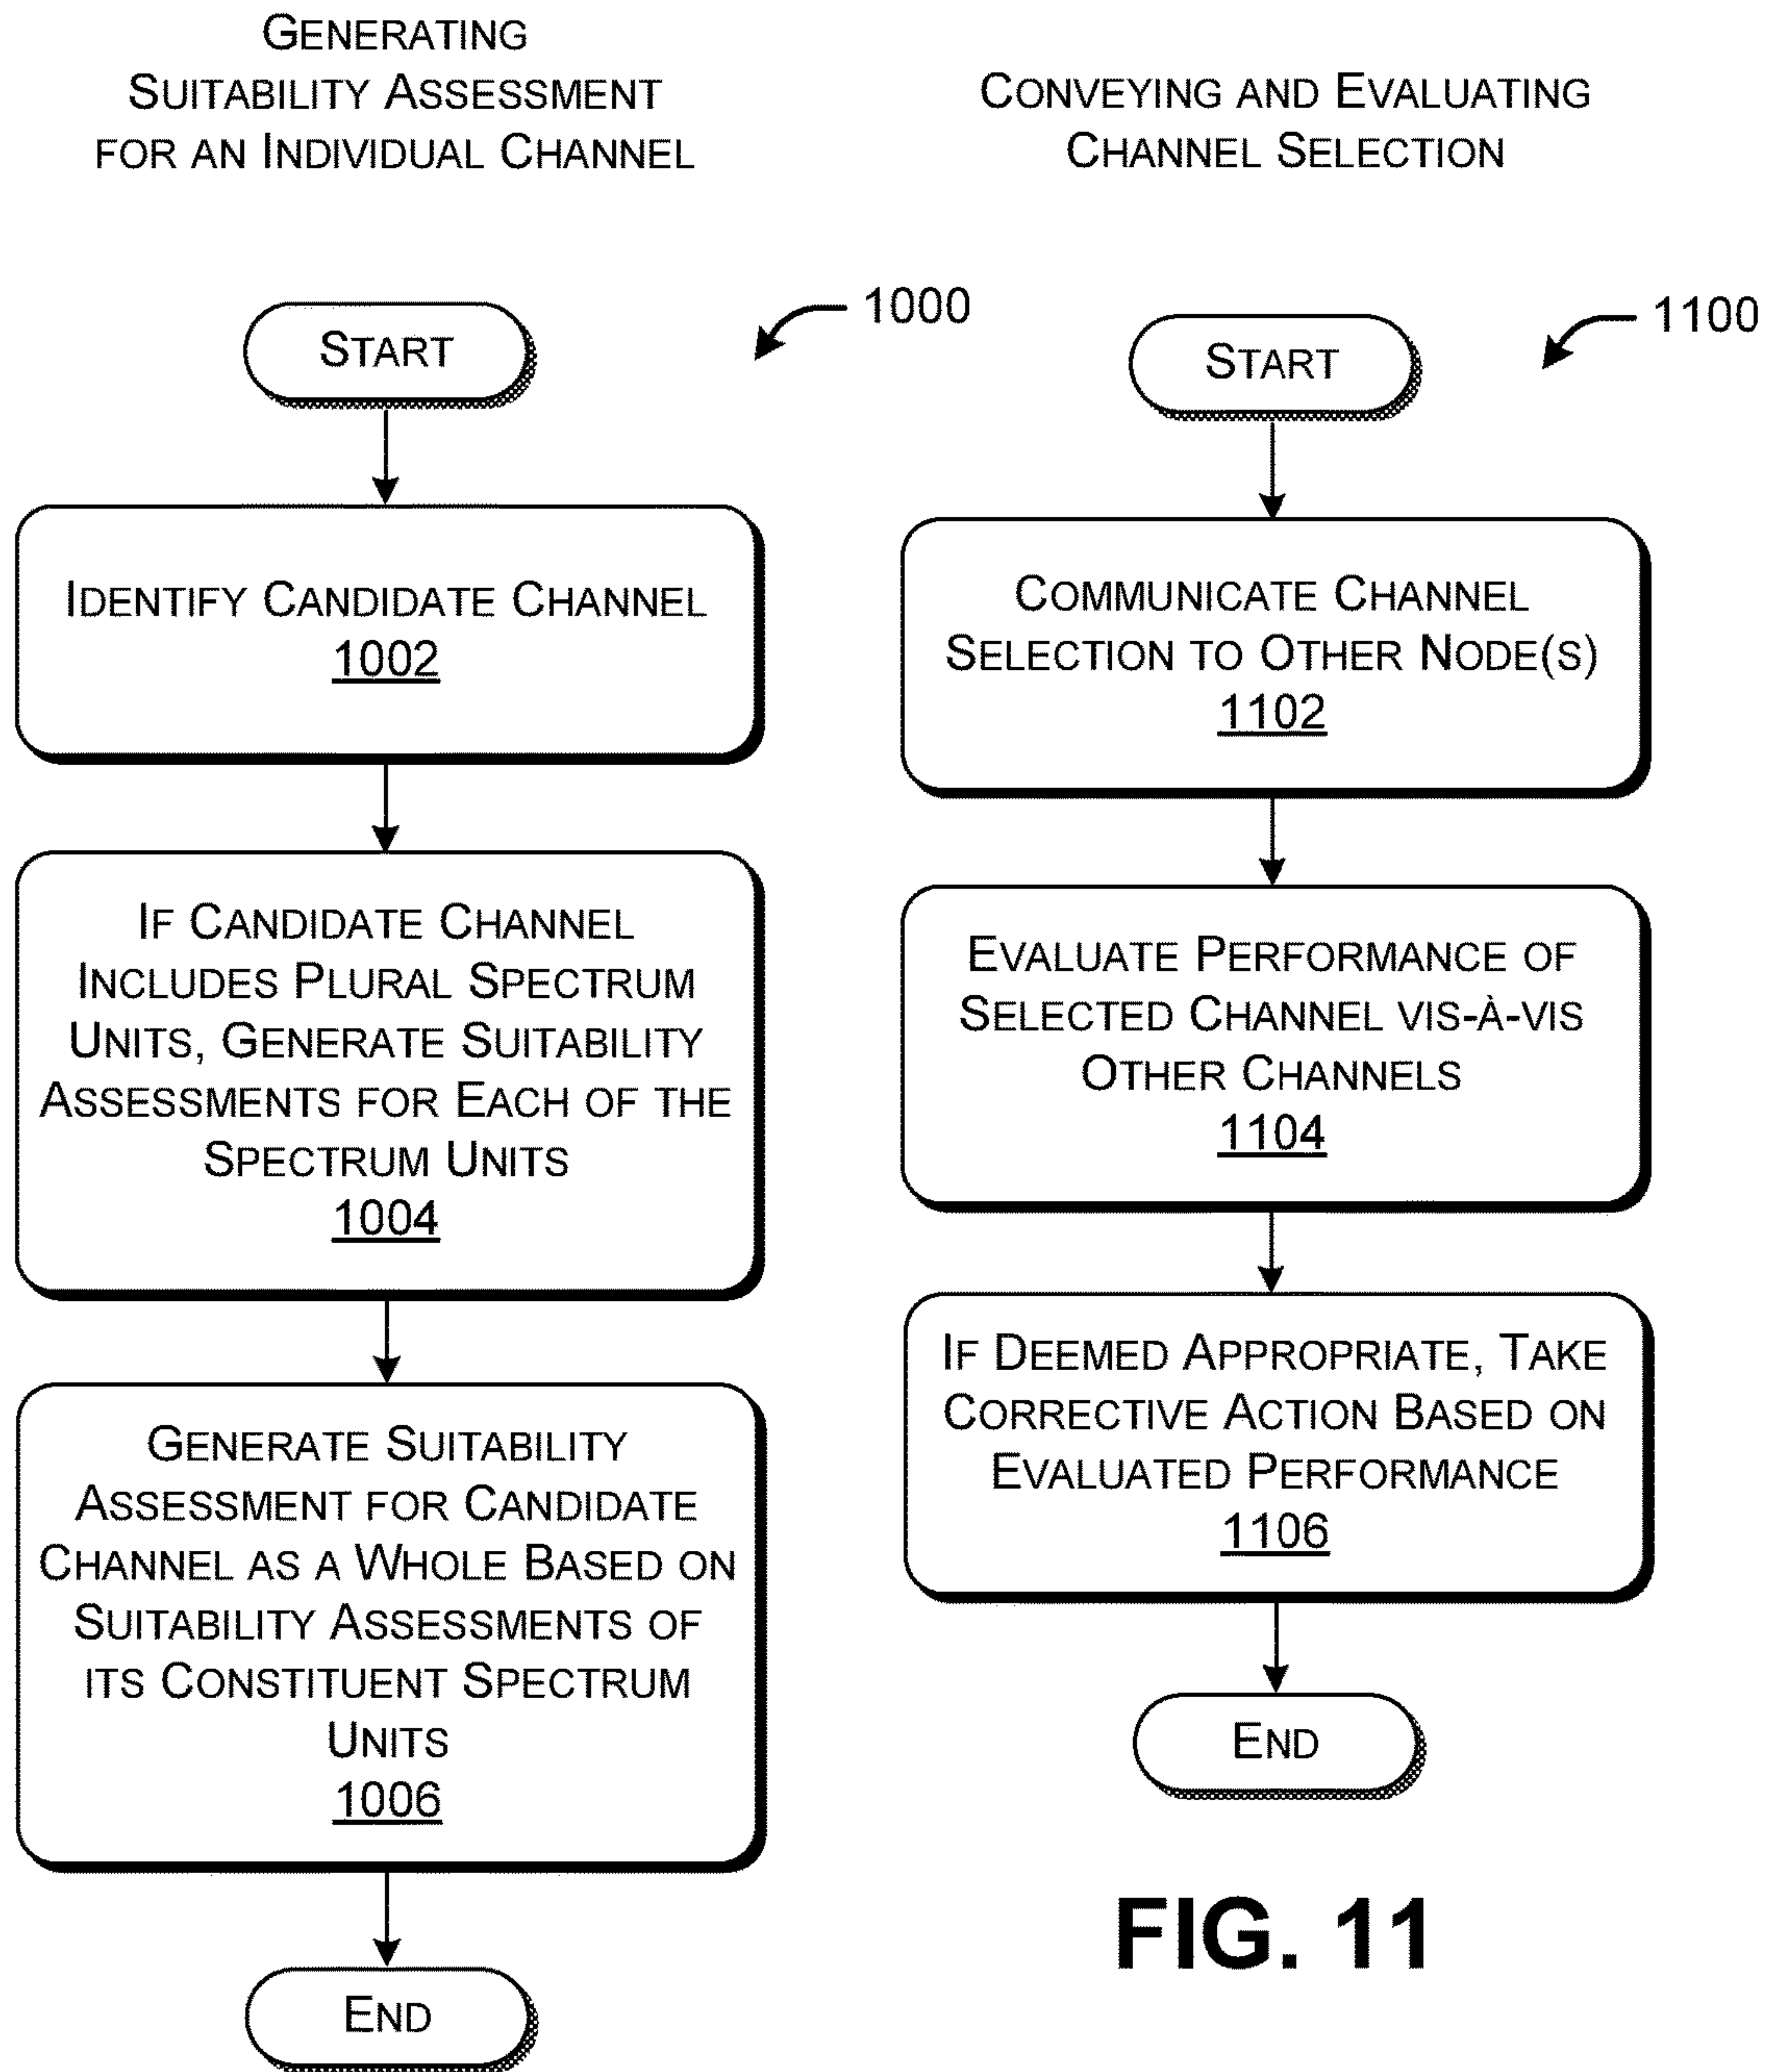 GENERATING
SUITABILITY ASSESSMENT
FOR AN INDIVIDUAL CHANNEL
1000
START
IDENTIFY CANDIDATE CHANNEL
1002
IF CANDIDATE CHANNEL
INCLUDES PLURAL SPECTRUM
UNITS, GENERATE SUITABILITY
ASSESSMENTS FOR EACH OF THE
SPECTRUM UNITS
1004
GENERATE SUITABILITY
ASSESSMENT FOR CANDIDATE
CHANNEL AS A WHOLE BASED ON
SUITABILITY ASSESSMENTS OF
ITS CONSTITUENT SPECTRUM
UNITS
1006
END
CONVEYING AND EVALUATING
CHANNEL SELECTION
1100
START
COMMUNICATE CHANNEL
SELECTION TO OTHER NODE(S)
1102
EVALUATE PERFORMANCE OF
SELECTED CHANNEL VIS-À-VIS
OTHER CHANNELS
1104
IF DEEMED APPROPRIATE, TAKE
CORRECTIVE ACTION BASED ON
EVALUATED PERFORMANCE
1106
END
FIG. 11